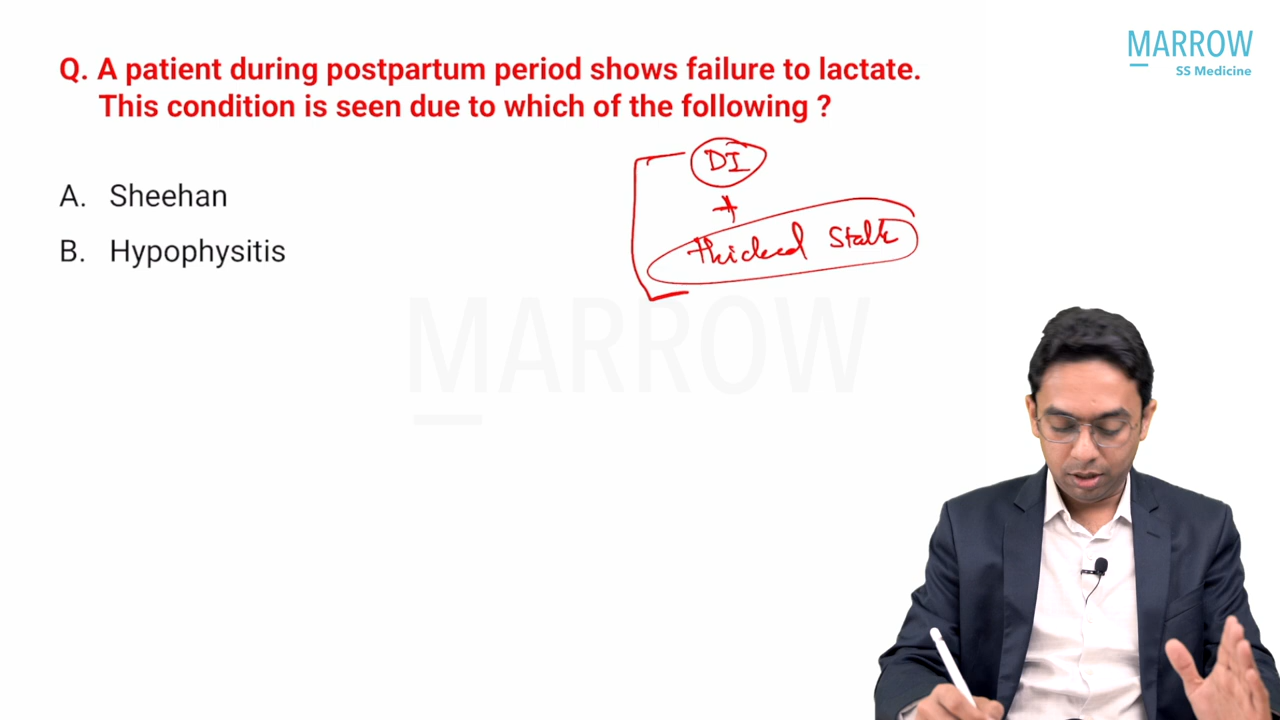 MARROW
SS Medicine
Q. A patient during postpartum period shows failure to lactate.
This condition is seen due to which of the following ?
DI
+
A. Sheehan
thicked Stalk
B. Hypophysitis
MARROW